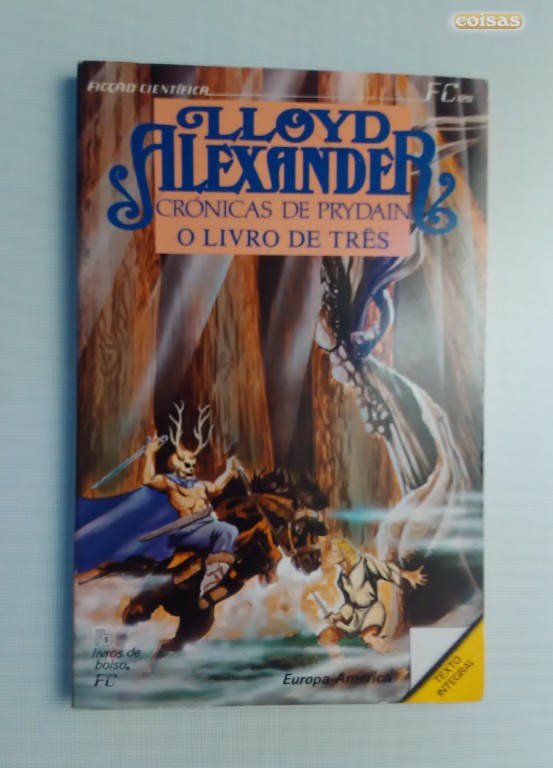 coisas
FICÇÃO CIENTÍFICA
FC
LLOYD
ALEXANDER
CRÓNICAS DE PRYDAIN
O LIVRO DE TRÊS
livros de
bolso,
FC
Europa-América
TEXTO
INTEGRAL